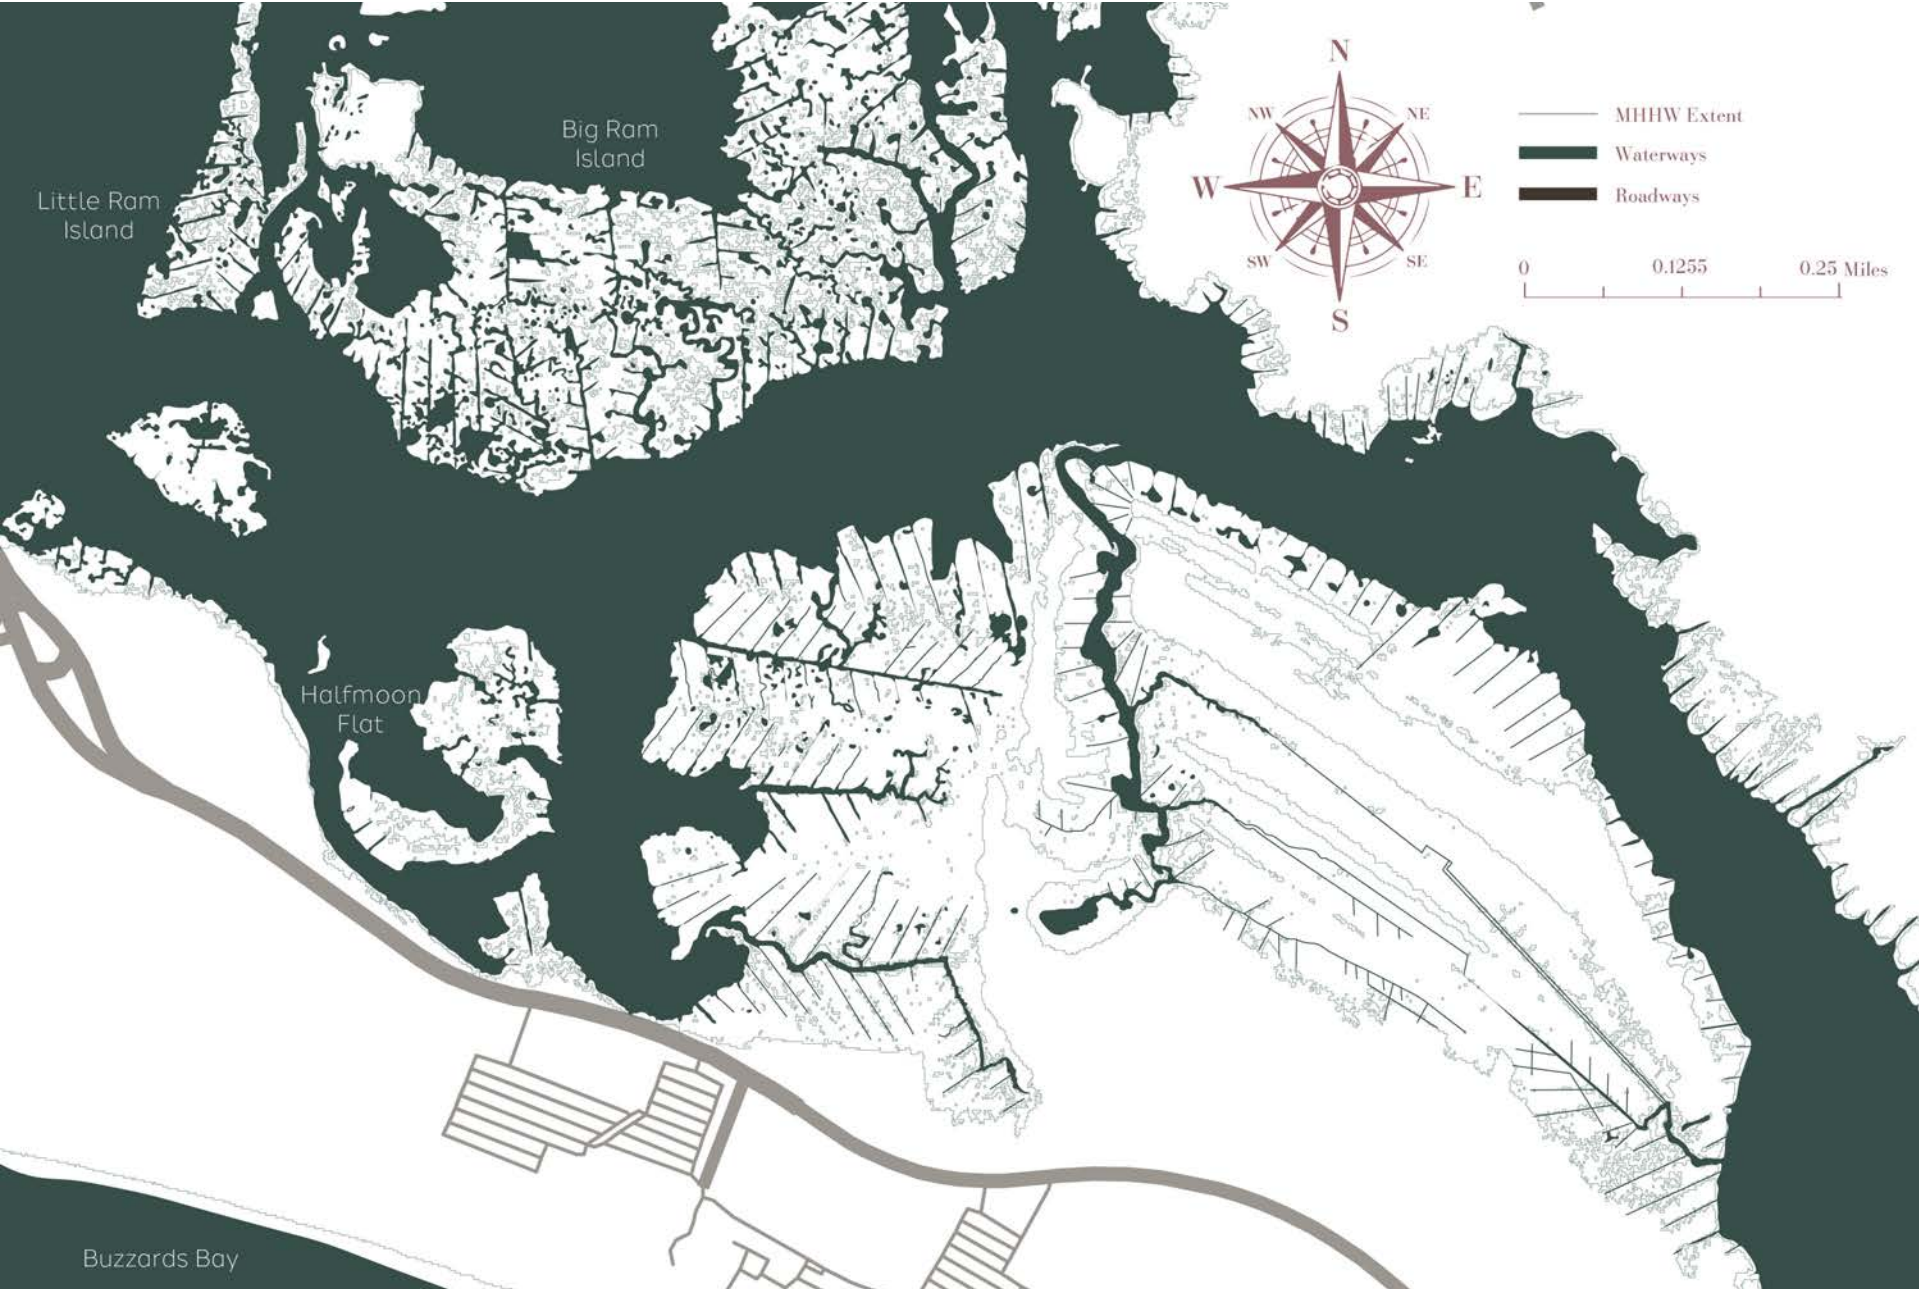 N
NW
NE
W
E
SW
SE
S
MHHW Extent
Waterways
Roadways
0 0.1255 0.25 Miles
Big Ram
Island
Little Ram
Island
Halfmoon
Flat
Buzzards Bay